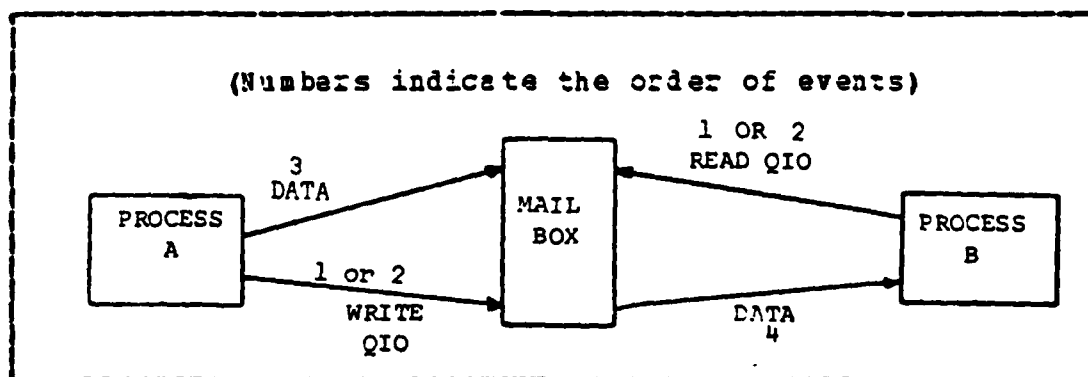 (Numbers indicate the order of events)
1 OR 2
READ QIO
3
DATA
PROCESS
A
MAIL
BOX
PROCESS
B
1 or 2
WRITE
QIO
DATA
4